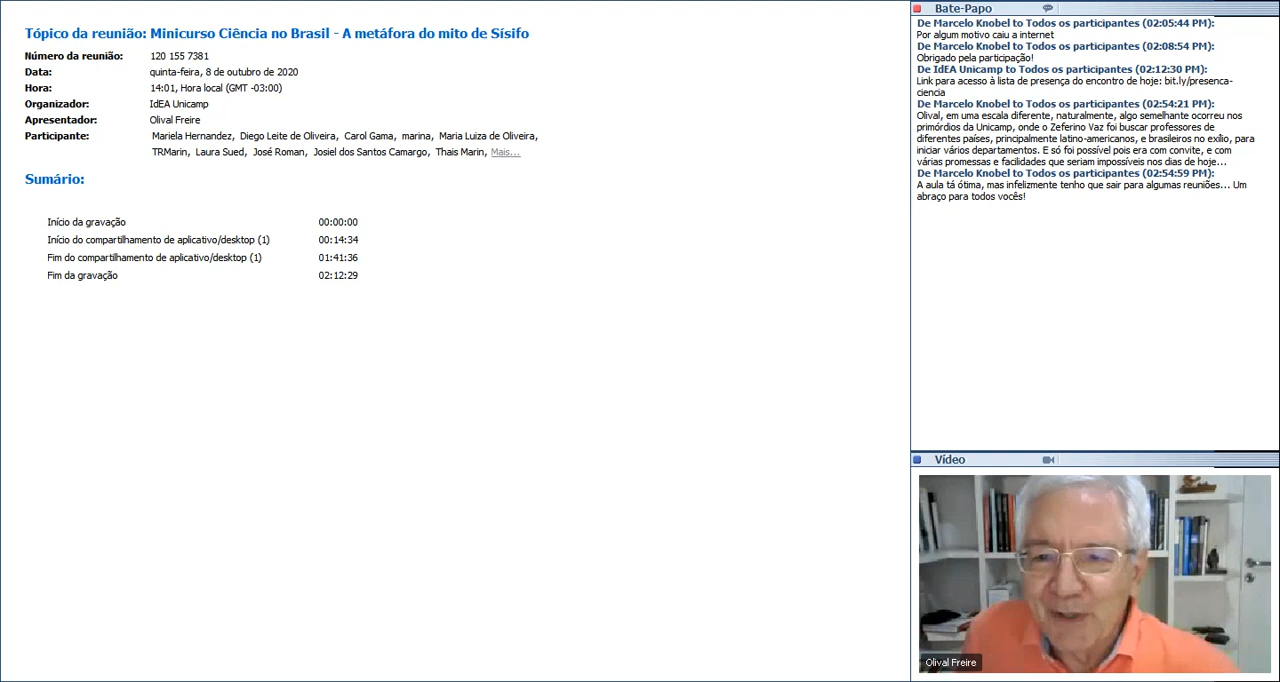 Tópico da reunião: Minicurso Ciência no Brasil - A metáfora do mito de Sísifo
Número da reunião: 120 155 7381
Data: quinta-feira, 8 de outubro de 2020
Hora: 14:01, Hora local (GMT -03:00)
Organizador: IdEA Unicamp
Apresentador: Olival Freire
Participante: Mariela Hernandez, Diego Leite de Oliveira, Carol Gama, marina, Maria Luiza de Oliveira,
TRMarin, Laura Sued, José Roman, Josiel dos Santos Camargo, Thais Marin, Mais...
Sumário:
Início da gravação 00:00:00
Início do compartilhamento de aplicativo/desktop (1) 00:14:34
Fim do compartilhamento de aplicativo/desktop (1) 01:41:36
Fim da gravação 02:12:29
Bate-Papo
De Marcelo Knobel to Todos os participantes (02:05:44 PM):
Por algum motivo caiu a internet
De Marcelo Knobel to Todos os participantes (02:08:54 PM):
Obrigado pela participação!
De IdEA Unicamp to Todos os participantes (02:12:30 PM):
Link para acesso à lista de presença do encontro de hoje: bit.ly/presenca-
ciencia
De Marcelo Knobel to Todos os participantes (02:54:21 PM):
Olival, em uma escala diferente, naturalmente, algo semelhante ocorreu nos
primórdios da Unicamp, onde o Zeferino Vaz foi buscar professores de
diferentes países, principalmente latino-americanos, e brasileiros no exílio, para
iniciar vários departamentos. E só foi possível pois era com convite, e com
várias promessas e facilidades que seriam impossíveis nos dias de hoje...
De Marcelo Knobel to Todos os participantes (02:54:59 PM):
A aula tá ótima, mas infelizmente tenho que sair para algumas reuniões... Um
abraço para todos vocês!
Vídeo
Olival Freire